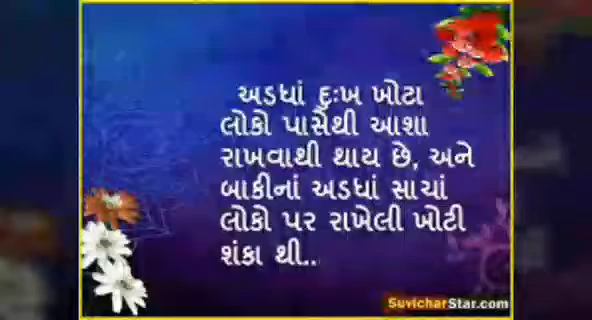 અડધાં દુઃખ ખોટા
લોકો પાસેથી આશા
રાખવાથી થાય છે, અને
બાકીનાં અડધાં સાચાં
લોકો પર રાખેલી ખોટી
શંકા થી..
SuvicharStar.com